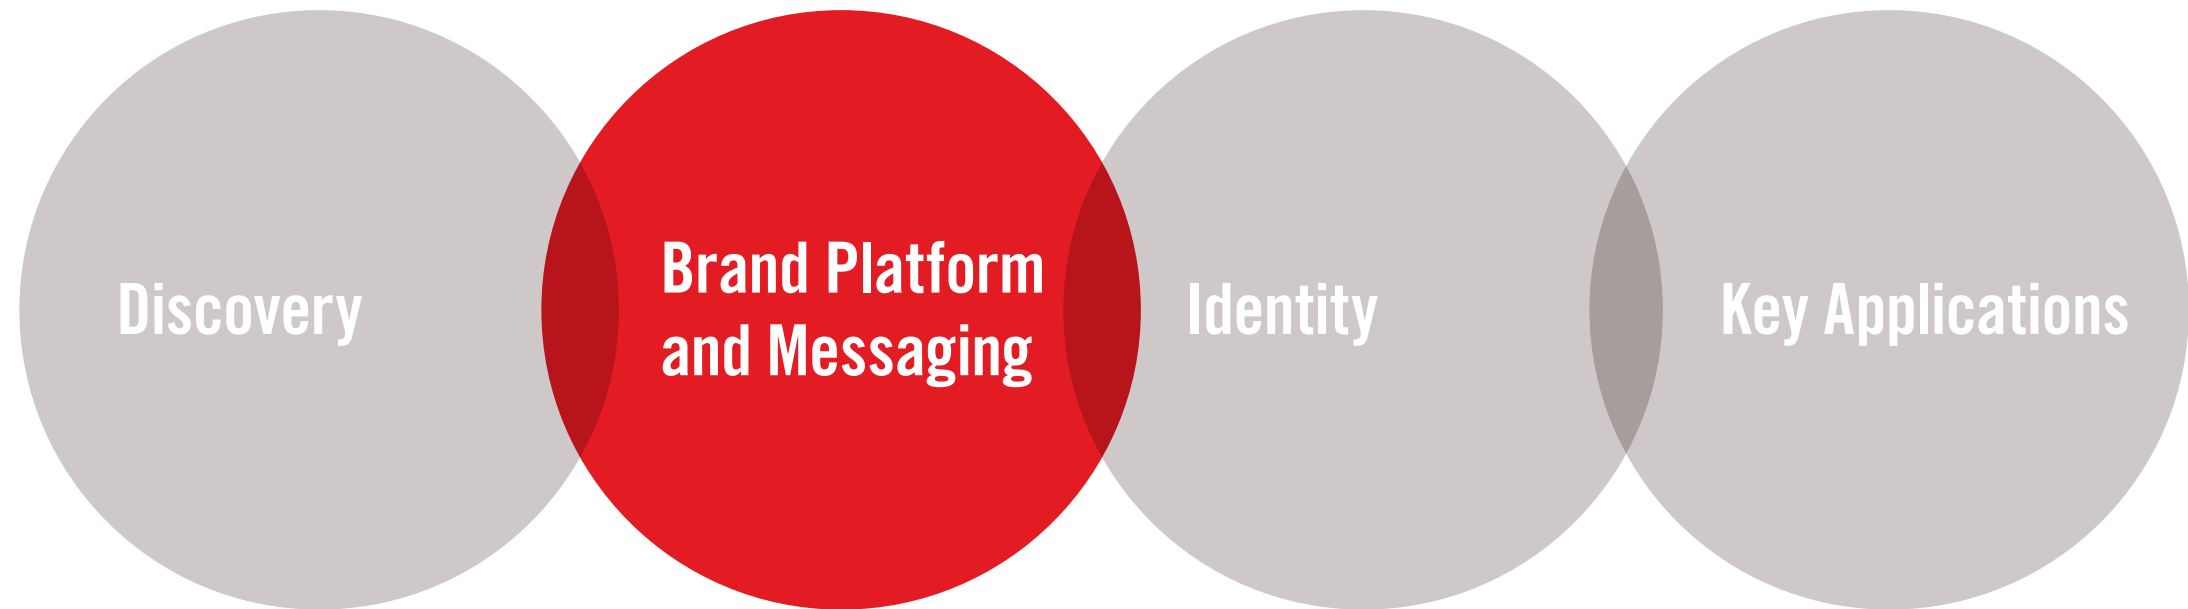 Discovery
Brand Platform
and Messaging
Identity
Key Applications